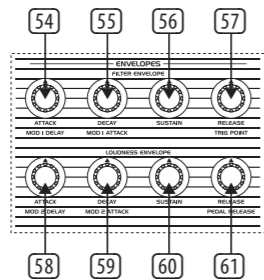 54 55 56 57
ENVELOPES
FILTER ENVELOPE
ATTACK DECAY SUSTAIN RELEASE
MOD 1 DELAY MOD 1 ATTACK TRIG POINT
LOUDNESS ENVELOPE
ATTACK DECAY SUSTAIN RELEASE
MOD 2 DELAY MOD 2 ATTACK PEDAL RELEASE
58 59 60 61